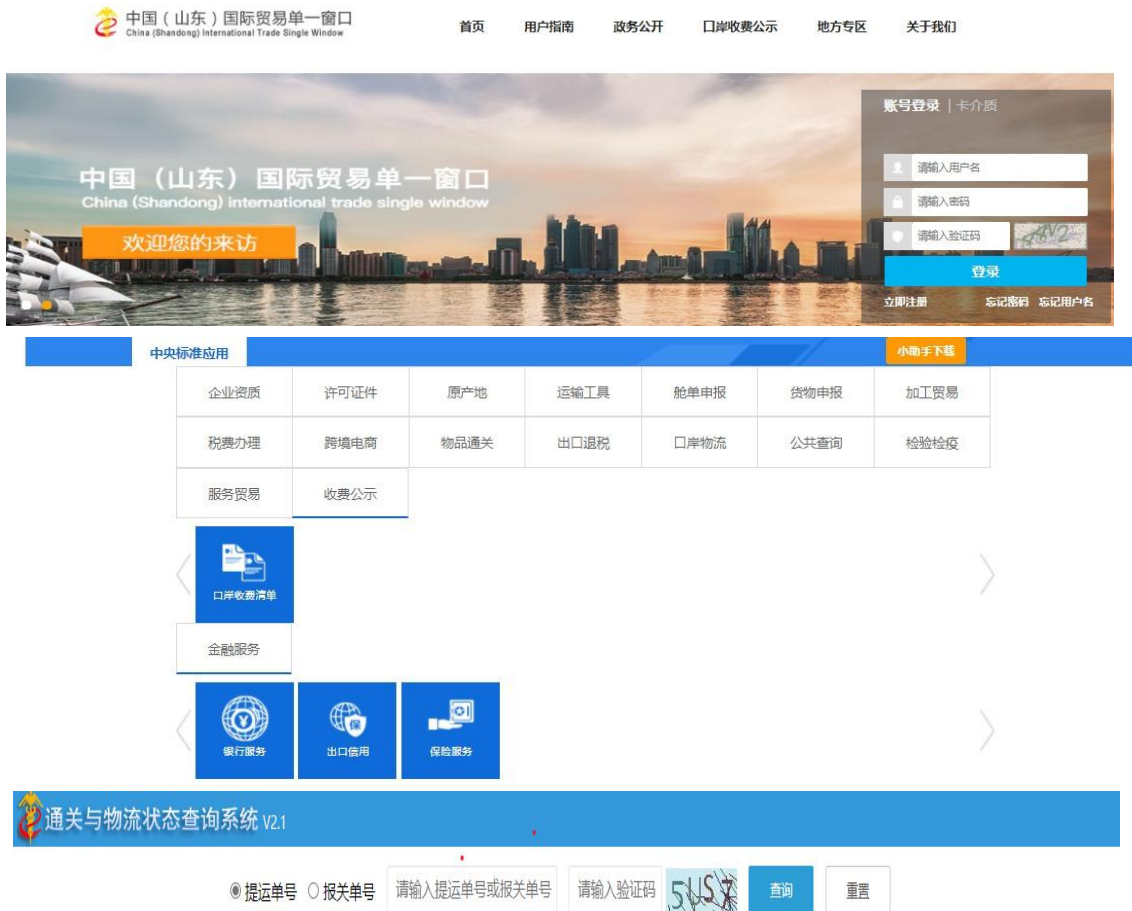 中国（山东）国际贸易单一窗口
China (Shandong) International Trade Single Window
首页 用户指南 政务公开 口岸收费公示 地方专区 关于我们
账号登录 | 卡介质
中国（山东）国际贸易单一窗口
China (Shandong) international trade single window
欢迎您的来访
请输入用户名
请输入密码
请输入验证码
登录
立即注册 忘记密码 忘记用户名
中央标准应用 小助手下载
企业资质 许可证件 原产地 运输工具 舱单申报 货物申报 加工贸易
税费办理 跨境电商 物品通关 出口退税 口岸物流 公共查询 检验检疫
服务贸易 收费公示
口岸收费清单
金融服务
银行服务 出口信用 保险服务
通关与物流状态查询系统 V2.1
提运单号 报关单号 请输入提运单号或报关单号 请输入验证码 5US7 查询 重置